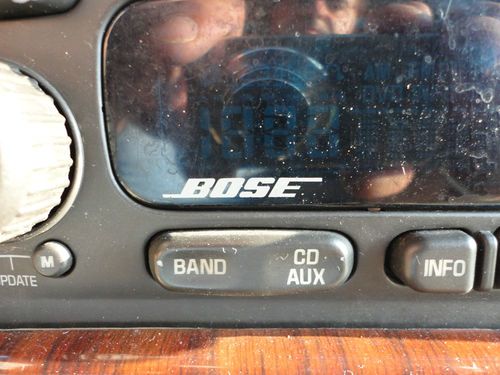 BOSE
BAND
CD
AUX
INFO
M
UPDATE